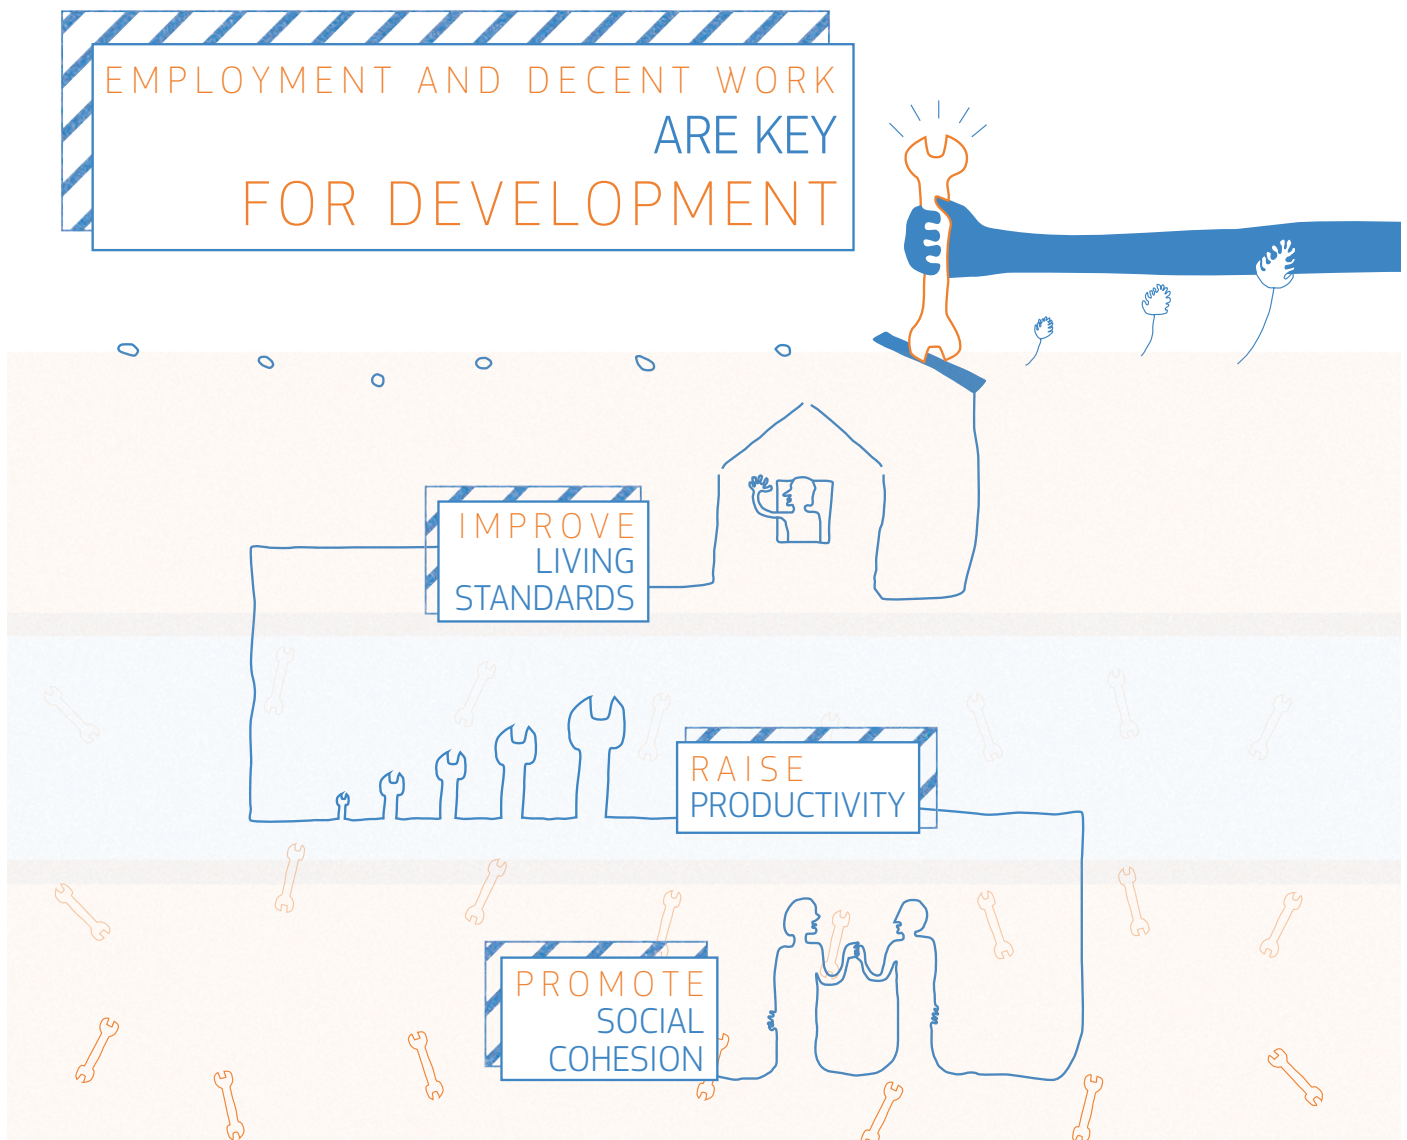 EMPLOYMENT AND DECENT WORK
ARE KEY
FOR DEVELOPMENT
IMPROVE
LIVING
STANDARDS
RAISE
PRODUCTIVITY
PROMOTE
SOCIAL
COHESION